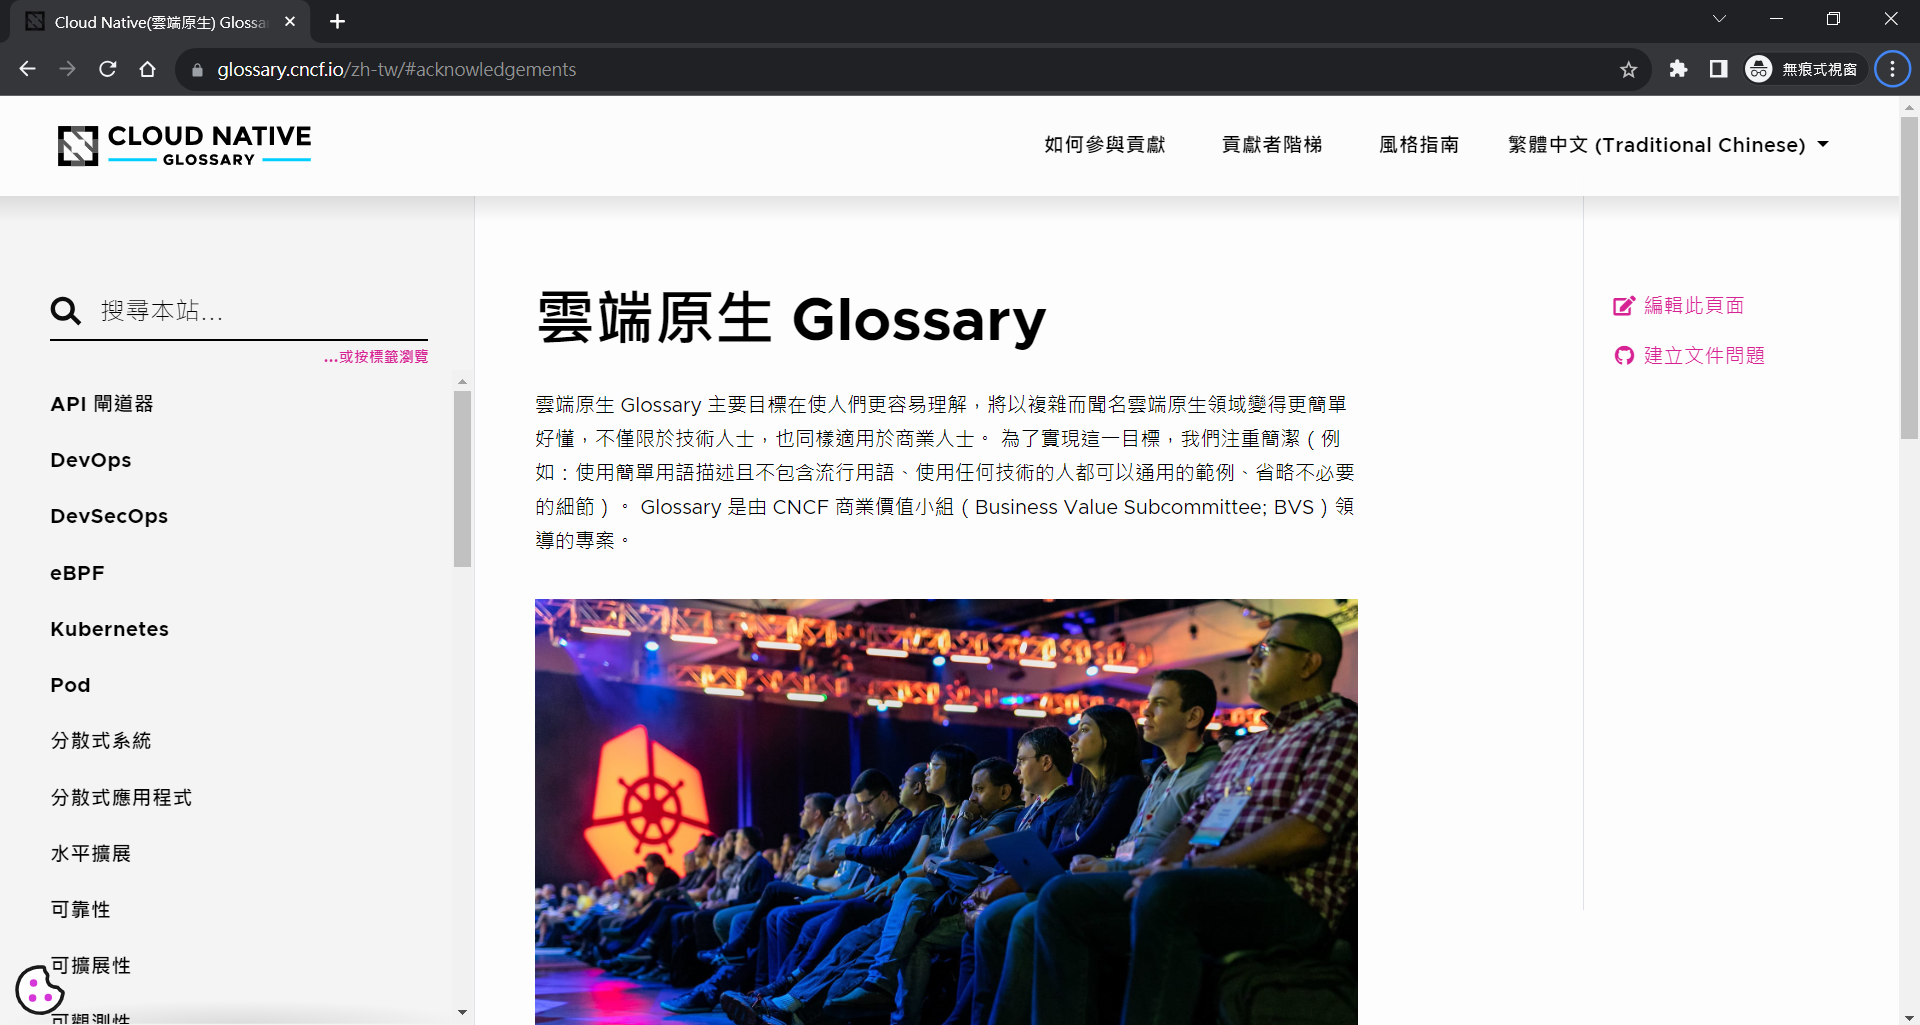 Cloud Native(雲端原生) Glossa
glossary.cncf.io/zh-tw/#acknowledgements
無痕式視窗
CLOUD NATIVE
GLOSSARY
如何參與貢獻
貢獻者階梯
風格指南
繁體中文 (Traditional Chinese)
搜尋本站...
...或按標籤瀏覽
API 閘道器
DevOps
DevSecOps
eBPF
Kubernetes
Pod
分散式系統
分散式應用程式
水平擴展
可靠性
可擴展性
可觀測性
雲端原生 Glossary
雲端原生 Glossary 主要目標在使人們更容易理解，將以複雜而聞名雲端原生領域變得更簡單
好懂，不僅限於技術人士，也同樣適用於商業人士。 為了實現這一目標，我們注重簡潔（例
如：使用簡單用語描述且不包含流行用語、使用任何技術的人都可以通用的範例、省略不必要
的細節）。 Glossary 是由 CNCF 商業價值小組（Business Value Subcommittee; BVS）領
導的專案。
編輯此頁面
建立文件問題